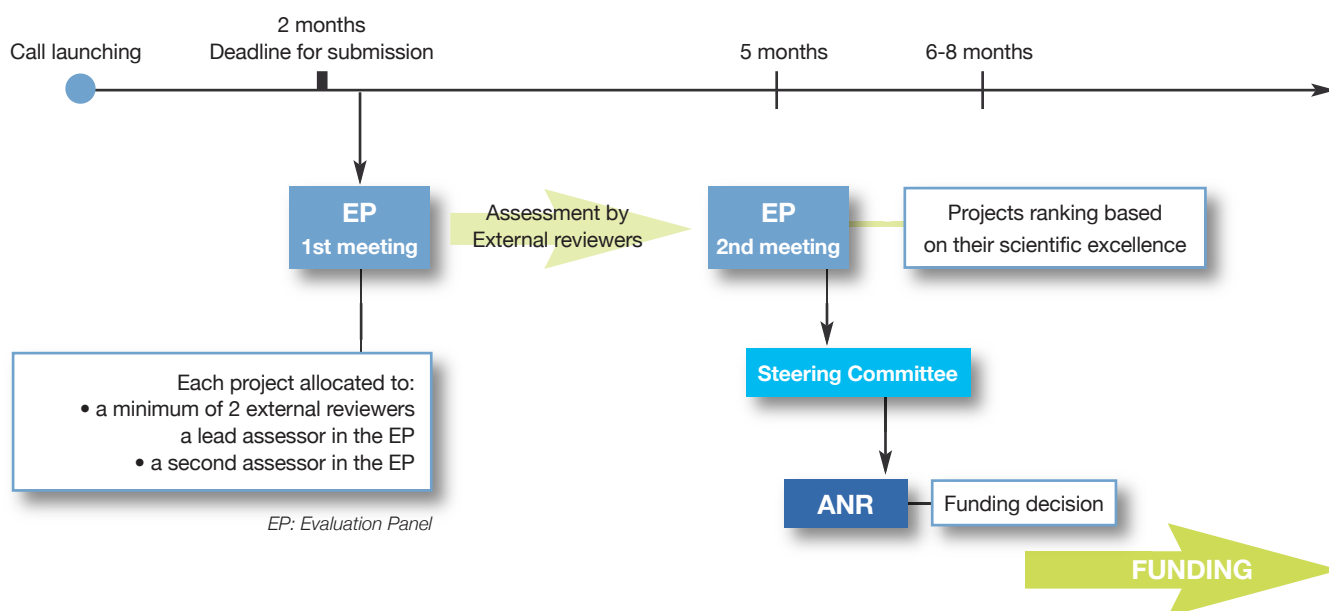 2 months
Call launching
Deadline for submission
5 months
6-8 months
EP
1st meeting
Assessment by
External reviewers
EP
2nd meeting
Projects ranking based
on their scientific excellence
Each project allocated to:
• a minimum of 2 external reviewers
a lead assessor in the EP
• a second assessor in the EP
EP: Evaluation Panel
Steering Committee
ANR
Funding decision
FUNDING